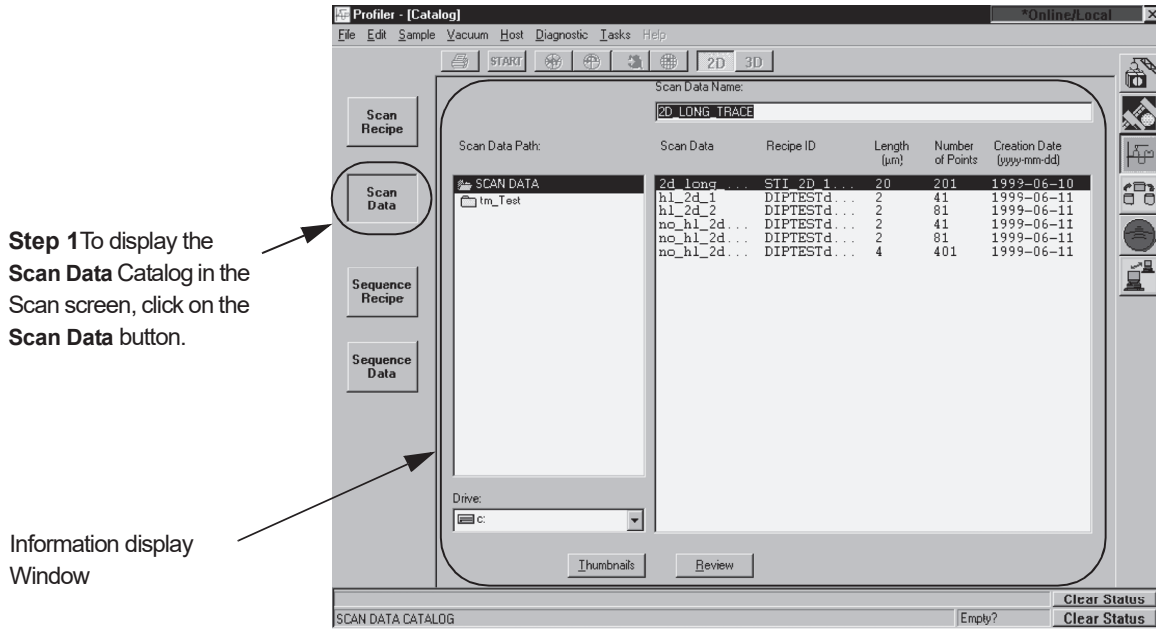 Profiler - [Catalog]
*Online/Local
File Edit Sample Vacuum Host Diagnostic Tasks Help
START 2D 3D
Scan Data Name:
2D_LONG_TRACE
Scan Recipe
Scan Data
Sequence Recipe
Sequence Data
Scan Data Path:
SCAN DATA
tm_Test
Drive:
c:
Scan Data Recipe ID Length (µm) Number of Points Creation Date (yyyy-mm-dd)
2d_long_... STI_2D_1... 20 201 1999-06-10
hl_2d_1 DIPTESTd... 2 41 1999-06-11
hl_2d_2 DIPTESTd... 2 81 1999-06-11
no_hl_2d... DIPTESTd... 2 41 1999-06-11
no_hl_2d... DIPTESTd... 2 81 1999-06-11
no_hl_2d... DIPTESTd... 4 401 1999-06-11
Thumbnails Review
Clear Status
SCAN DATA CATALOG Empty? Clear Status
Step 1To display the
Scan Data Catalog in the
Scan screen, click on the
Scan Data button.
Information display
Window